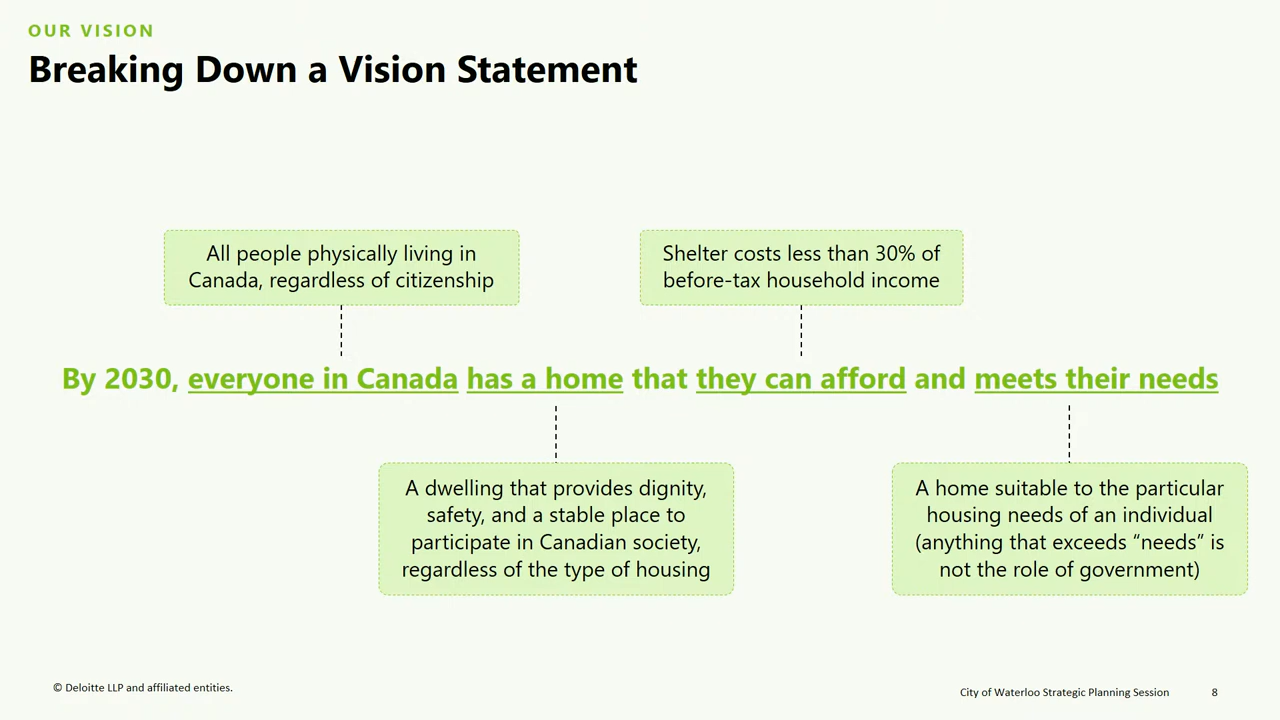 OUR VISION
Breaking Down a Vision Statement
All people physically living in
Canada, regardless of citizenship
Shelter costs less than 30% of
before-tax household income
By 2030, everyone in Canada has a home that they can afford and meets their needs
A dwelling that provides dignity,
safety, and a stable place to
participate in Canadian society,
regardless of the type of housing
A home suitable to the particular
housing needs of an individual
(anything that exceeds “needs” is
not the role of government)
© Deloitte LLP and affiliated entities.
City of Waterloo Strategic Planning Session 8